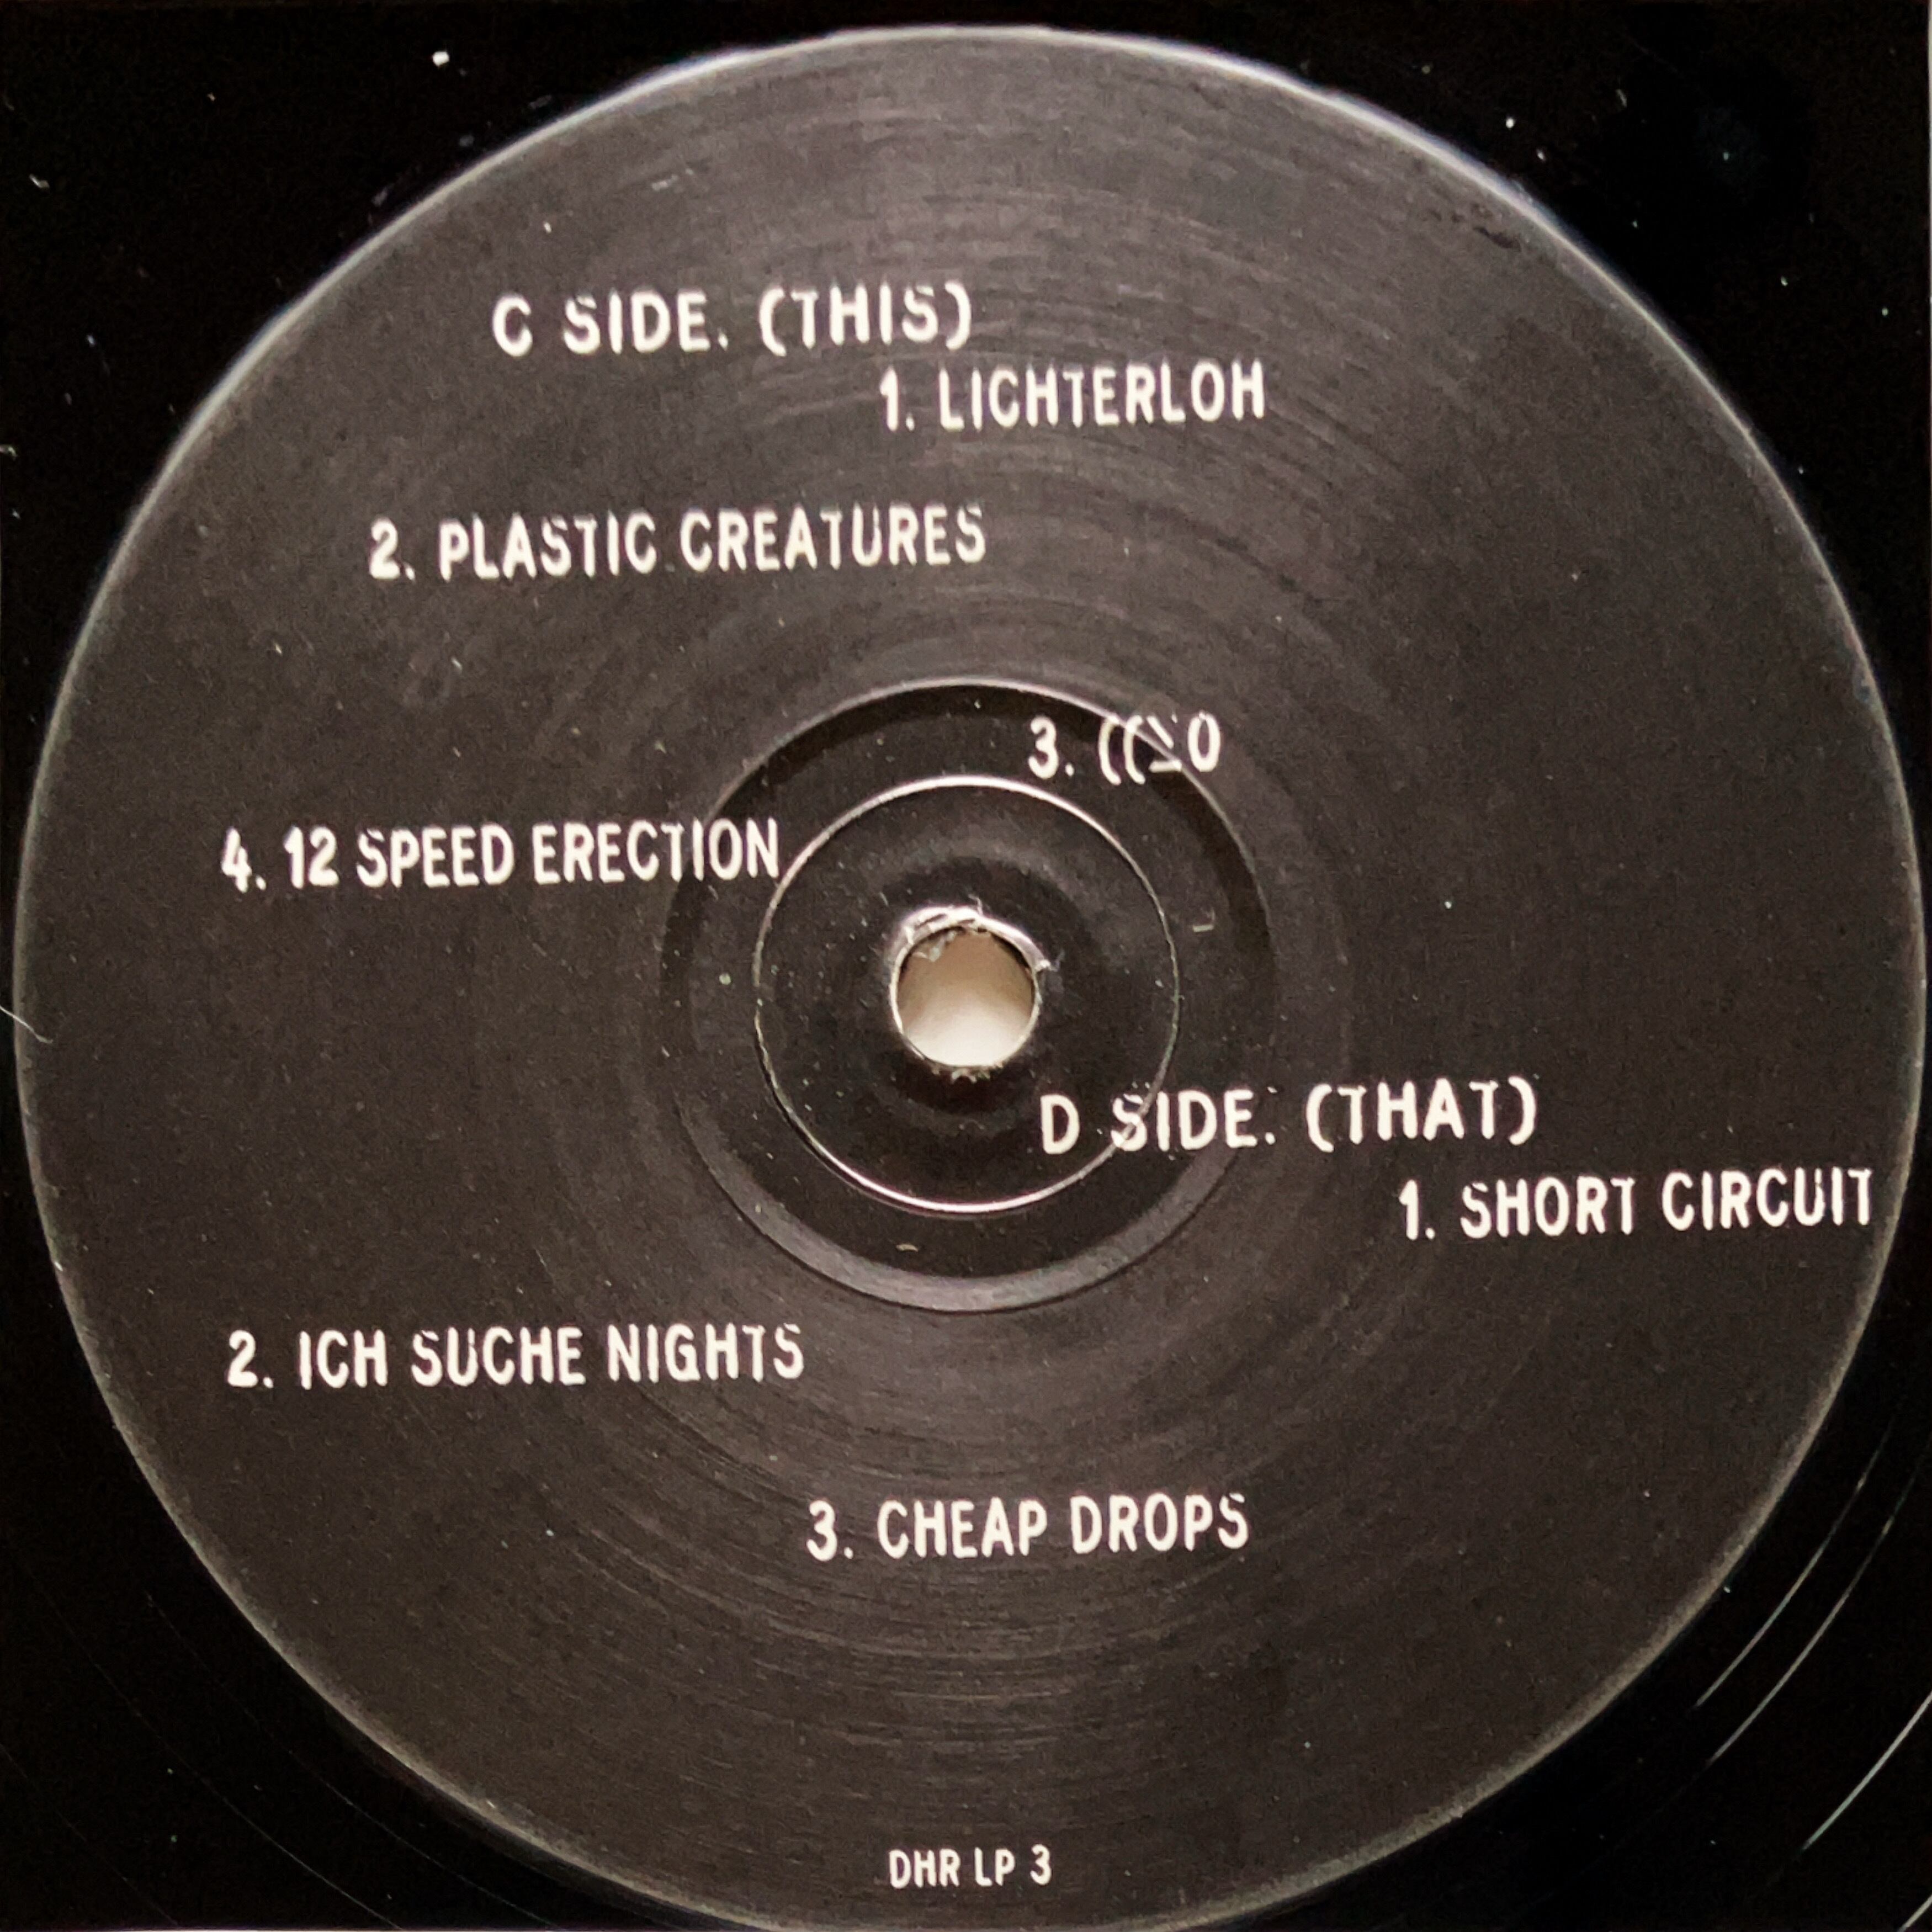 C SIDE. (THIS)
1. LICHTERLOH
2. PLASTIC CREATURES
3. ((∑O
4. 12 SPEED ERECTION
D SIDE. (THAT)
1. SHORT CIRCUIT
2. ICH SUCHE NIGHTS
3. CHEAP DROPS
DHR LP 3